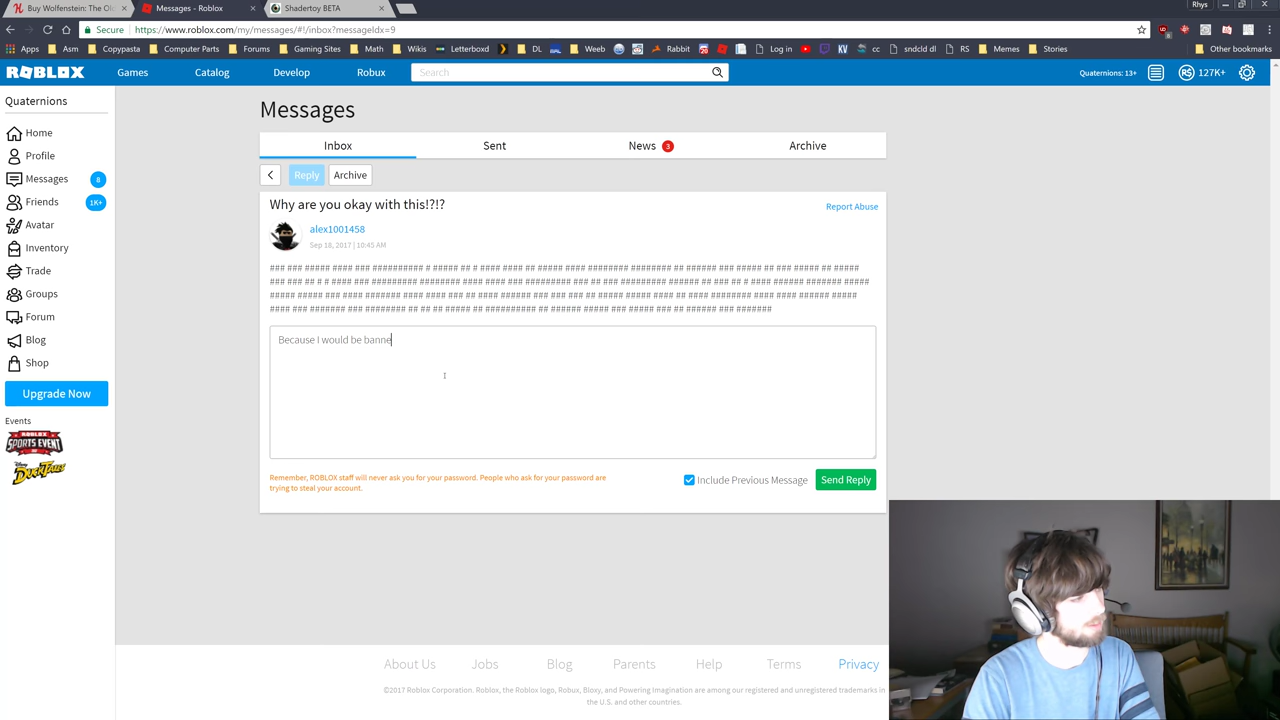 Buy Wolfenstein: The Ol
Messages - Roblox
Shadertoy BETA
Rhys
Secure https://www.roblox.com/my/messages/#!/inbox?messageIdx=9
Apps Asm Copypasta Computer Parts Forums Gaming Sites Math Wikis Letterboxd DL Weeb Rabbit Log in KV cc sndcld dl RS Memes Stories Other bookmarks
ROBLOX Games Catalog Develop Robux Search Quaternions: 13+ R$ 127K+
Quaternions
Home
Profile
Messages 8
Friends 1K+
Avatar
Inventory
Trade
Groups
Forum
Blog
Shop
Upgrade Now
Events
ROBLOX SPORTS EVENT
DUCKTALES
Messages
Inbox Sent News 3 Archive
Reply Archive
Why are you okay with this!?!?
Report Abuse
alex1001458
Sep 18, 2017 | 10:45 AM
### ### ##### #### ### ########## # ##### ## # #### #### ## ##### #### ######## ######## ## ###### ### ##### ## ### ##### ## #####
### ### ## # # #### ### ######### ######## #### ### ######### ### ## ### ######### ###### ## ### ## # #### ###### ####### #####
##### ##### ### #### ####### #### #### ### ## #### ###### ### ### ## ##### ##### #### ## #### ######## #### #### ###### #####
#### ### ####### ### ######## ## ## ## ##### ## ########## ## ###### ##### ### ##### ### ## ###### ### #######
Because I would be banne
Remember, ROBLOX staff will never ask you for your password. People who ask for your password are
trying to steal your account.
Include Previous Message
Send Reply
About Us Jobs Blog Parents Help Terms Privacy
©2017 Roblox Corporation. Roblox, the Roblox logo, Robux, Bloxy, and Powering Imagination are among our registered and unregistered trademarks in
the U.S. and other countries.